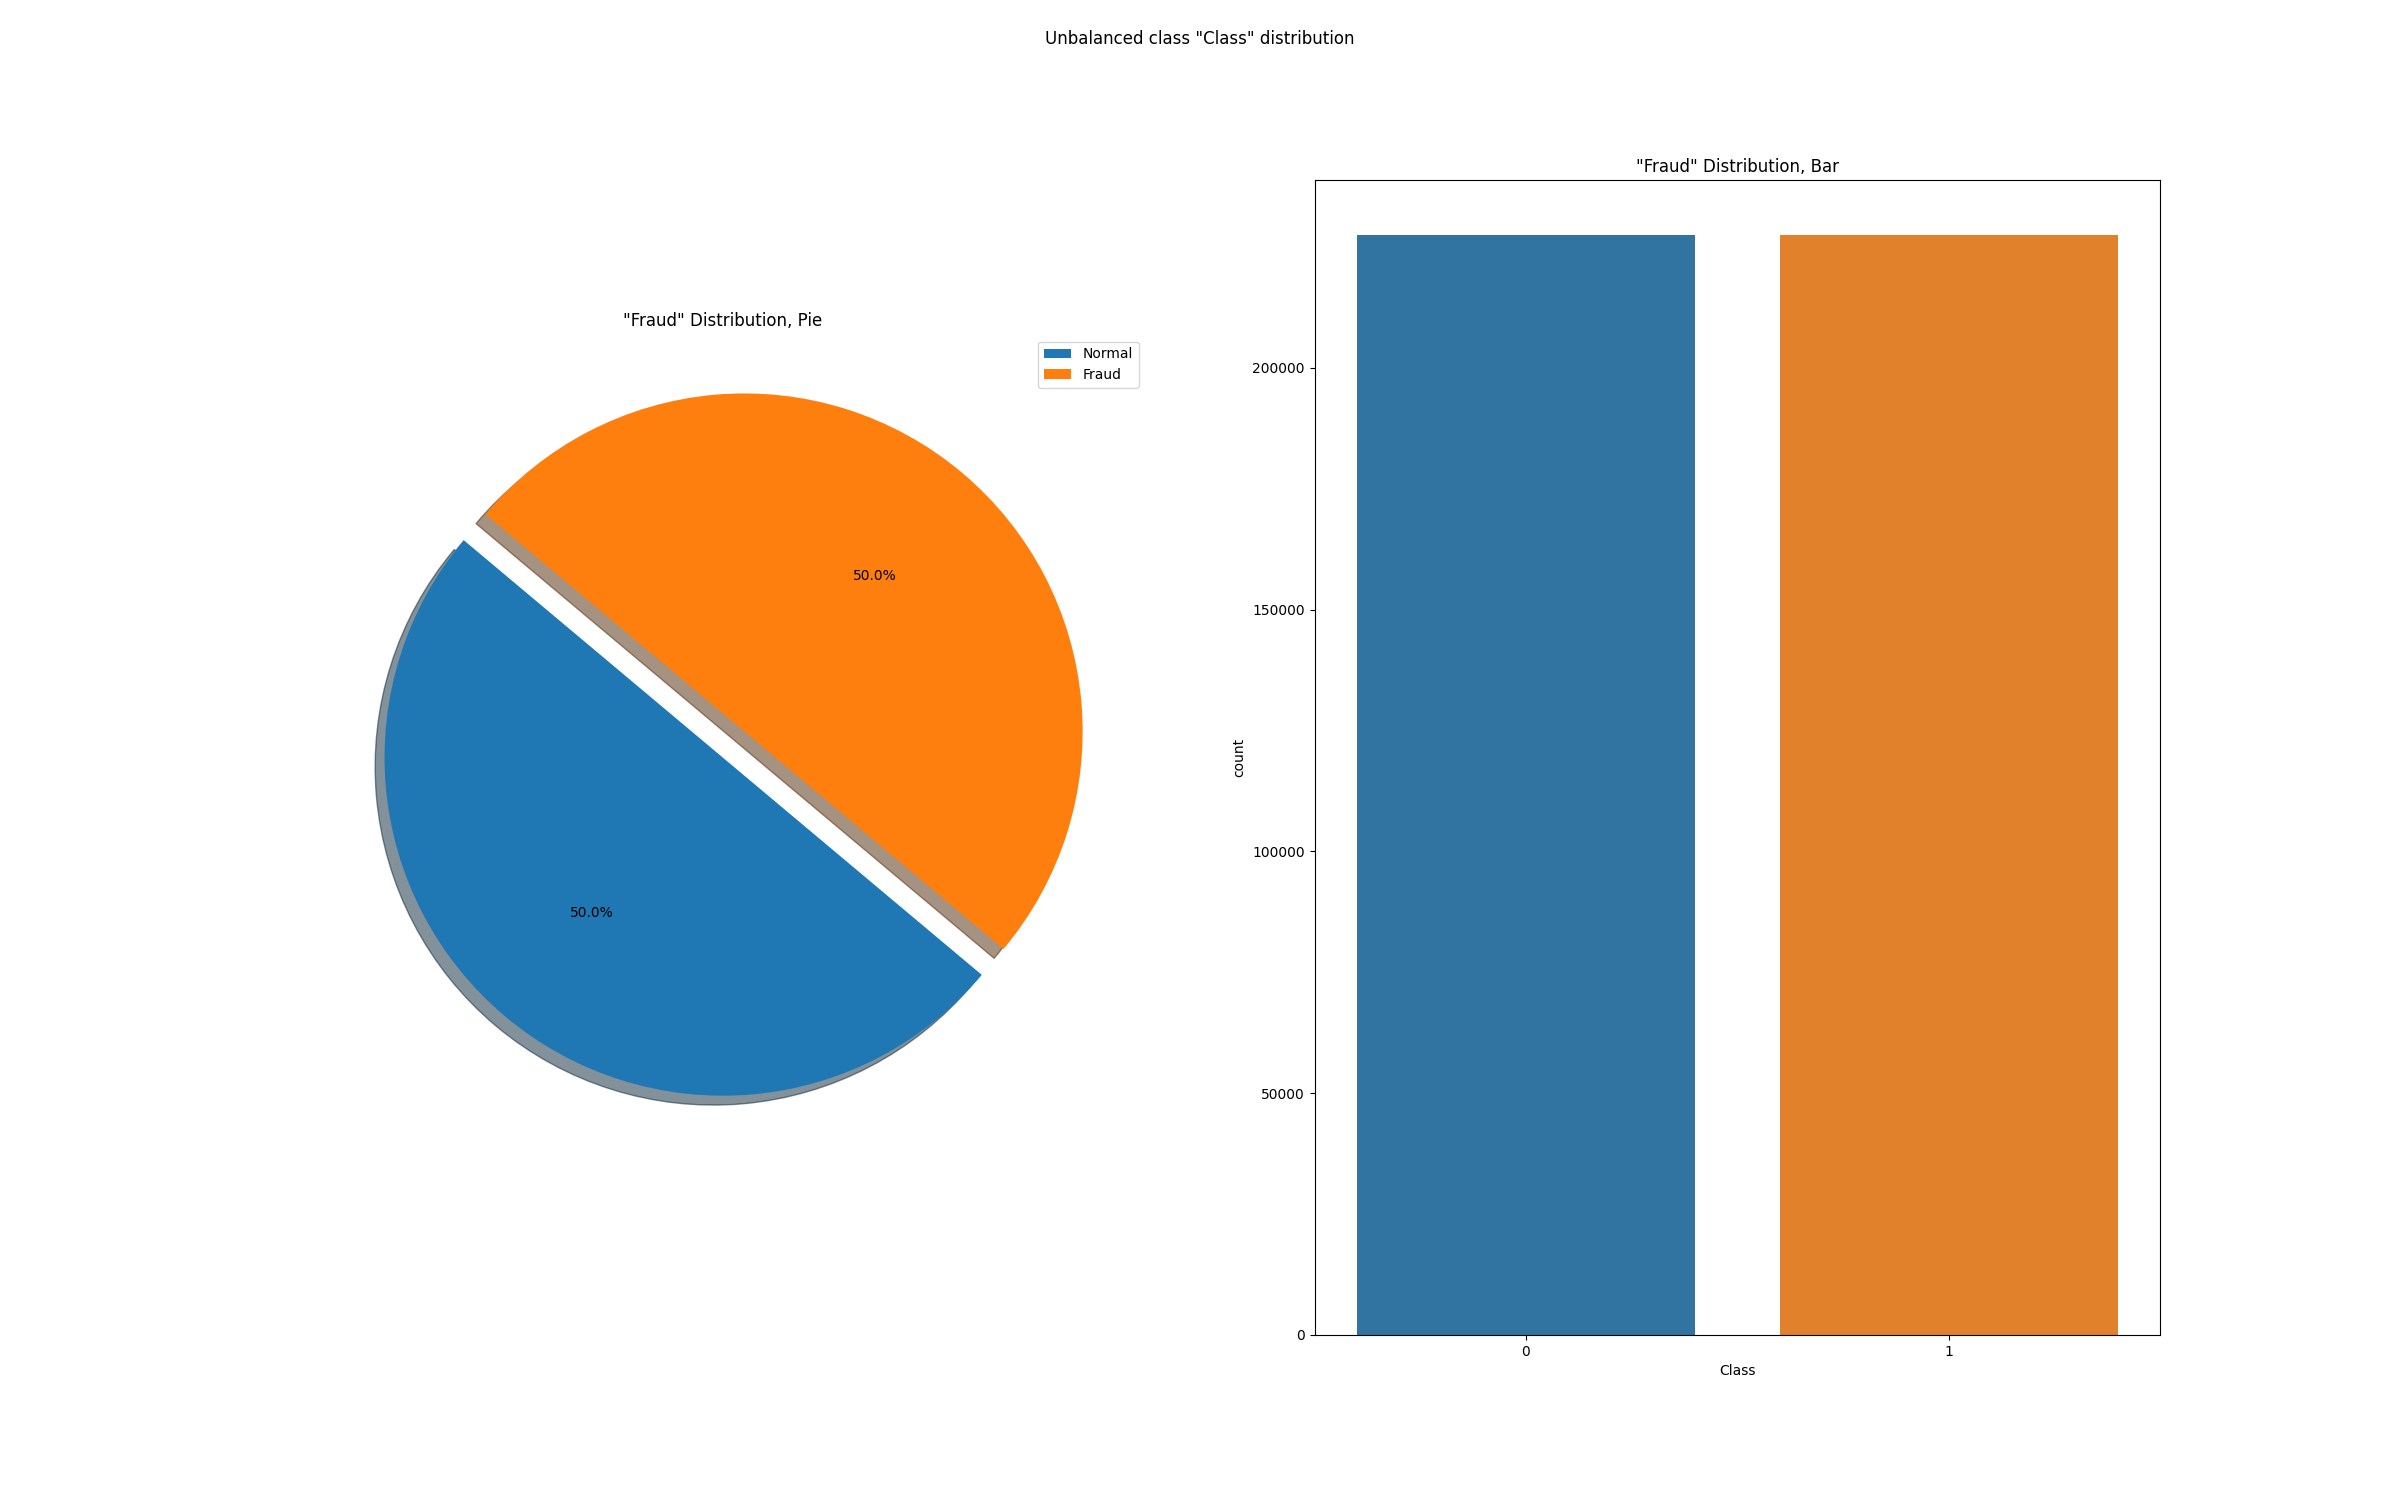 Unbalanced class "Class" distribution
"Fraud" Distribution, Pie
Normal
Fraud
50.0%
50.0%
"Fraud" Distribution, Bar
200000
150000
100000
50000
0
count
0
1
Class